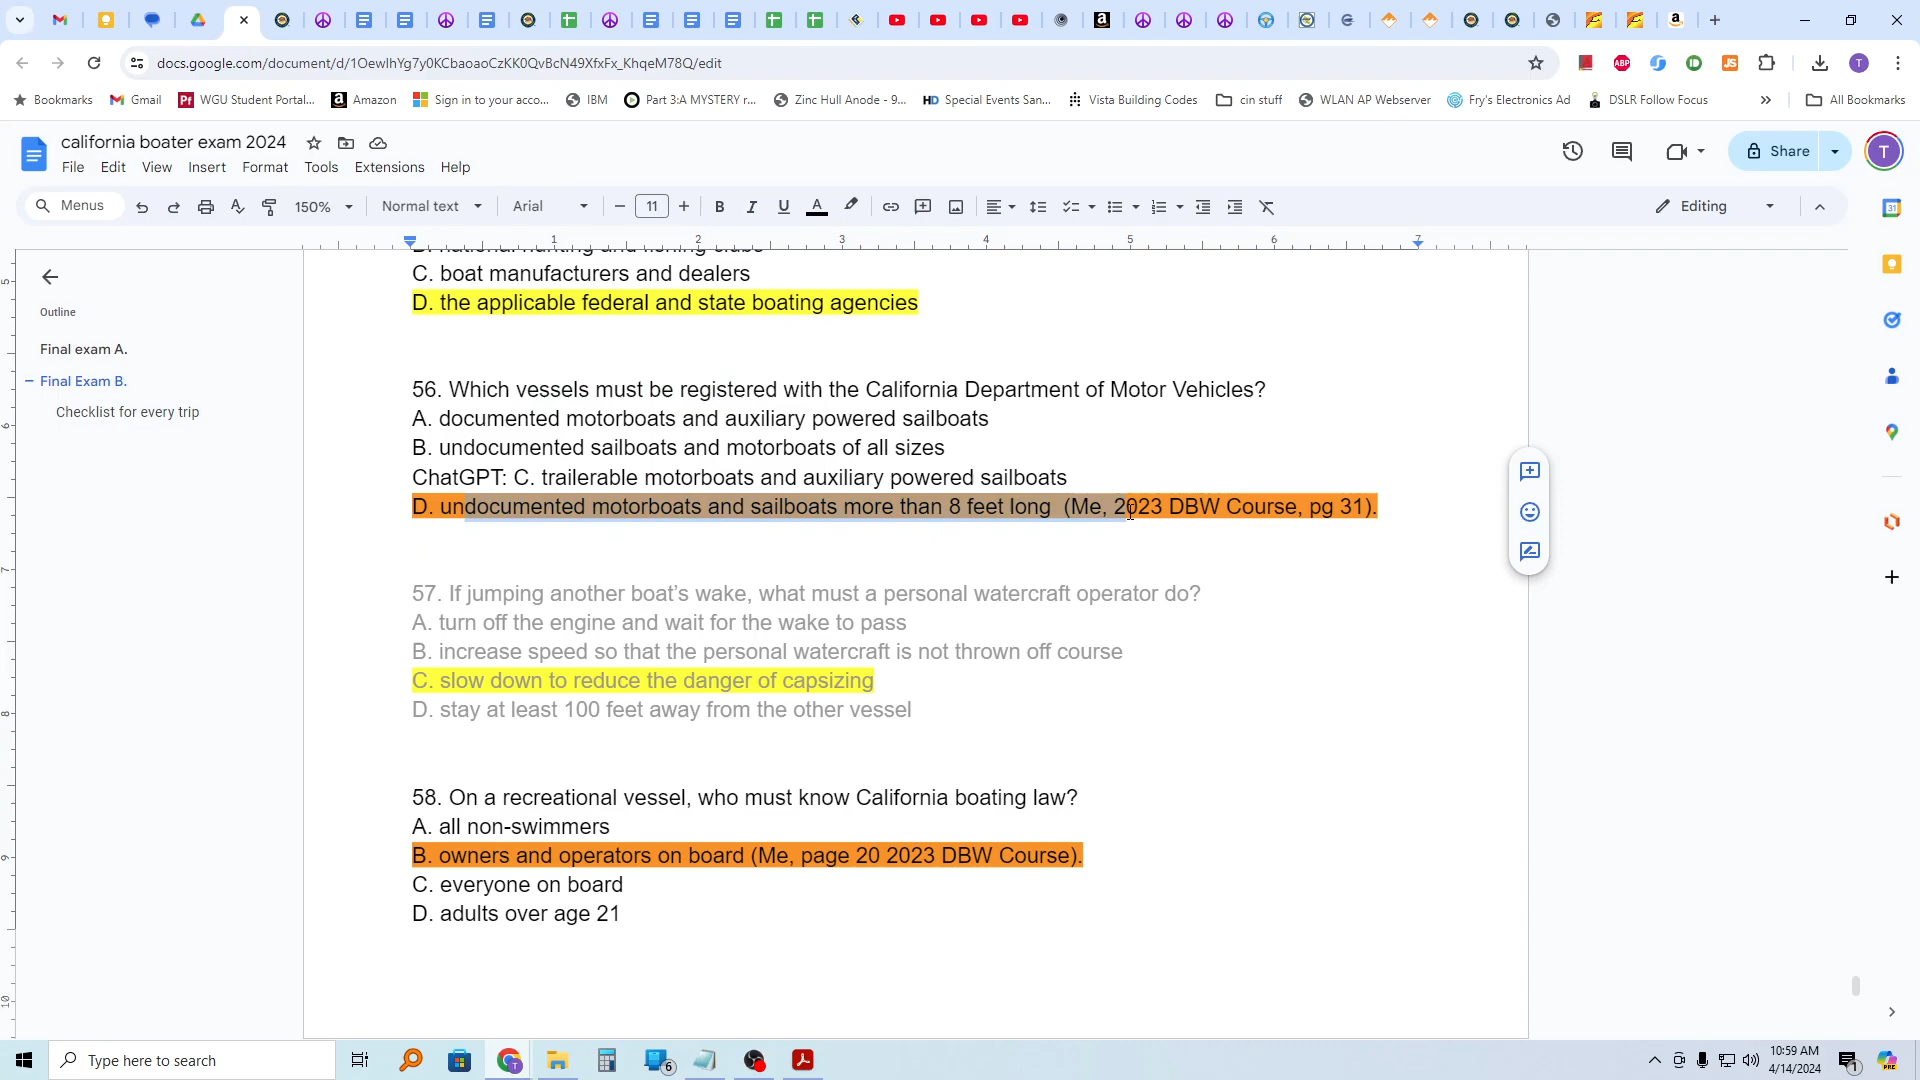 docs.google.com/document/d/1OewlhYg7y0KCbaoaoCzKK0QvBcN49XfxFx_KhqeM78Q/edit
Bookmarks
Gmail
WGU Student Portal...
Amazon
Sign in to your acco...
IBM
Part 3:A MYSTERY r...
Zinc Hull Anode - 9...
Special Events San...
Vista Building Codes
cin stuff
WLAN AP Webserver
Fry's Electronics Ad
DSLR Follow Focus
All Bookmarks
california boater exam 2024
File Edit View Insert Format Tools Extensions Help
Share
T
Menus
150%
Normal text
Arial
11
Editing
1 2 3 4 5 6 7
Outline
Final exam A.
Final Exam B.
Checklist for every trip
C. boat manufacturers and dealers
D. the applicable federal and state boating agencies
56. Which vessels must be registered with the California Department of Motor Vehicles?
A. documented motorboats and auxiliary powered sailboats
B. undocumented sailboats and motorboats of all sizes
ChatGPT: C. trailerable motorboats and auxiliary powered sailboats
D. undocumented motorboats and sailboats more than 8 feet long  (Me, 2023 DBW Course, pg 31).
57. If jumping another boat’s wake, what must a personal watercraft operator do?
A. turn off the engine and wait for the wake to pass
B. increase speed so that the personal watercraft is not thrown off course
C. slow down to reduce the danger of capsizing
D. stay at least 100 feet away from the other vessel
58. On a recreational vessel, who must know California boating law?
A. all non-swimmers
B. owners and operators on board (Me, page 20 2023 DBW Course).
C. everyone on board
D. adults over age 21
Type here to search
6
10:59 AM
4/14/2024
1